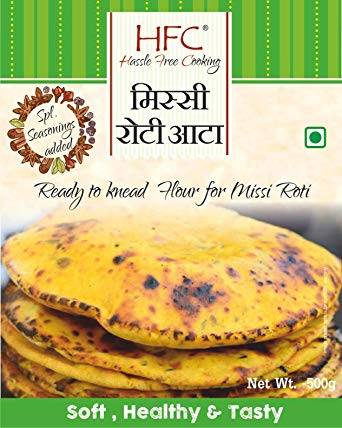 HFC®
Hassle Free Cooking
मिस्सी
रोटी आटा
Spl.
Seasonings
added
Ready to knead Flour for Missi Roti
Net Wt. 500g
Soft , Healthy & Tasty